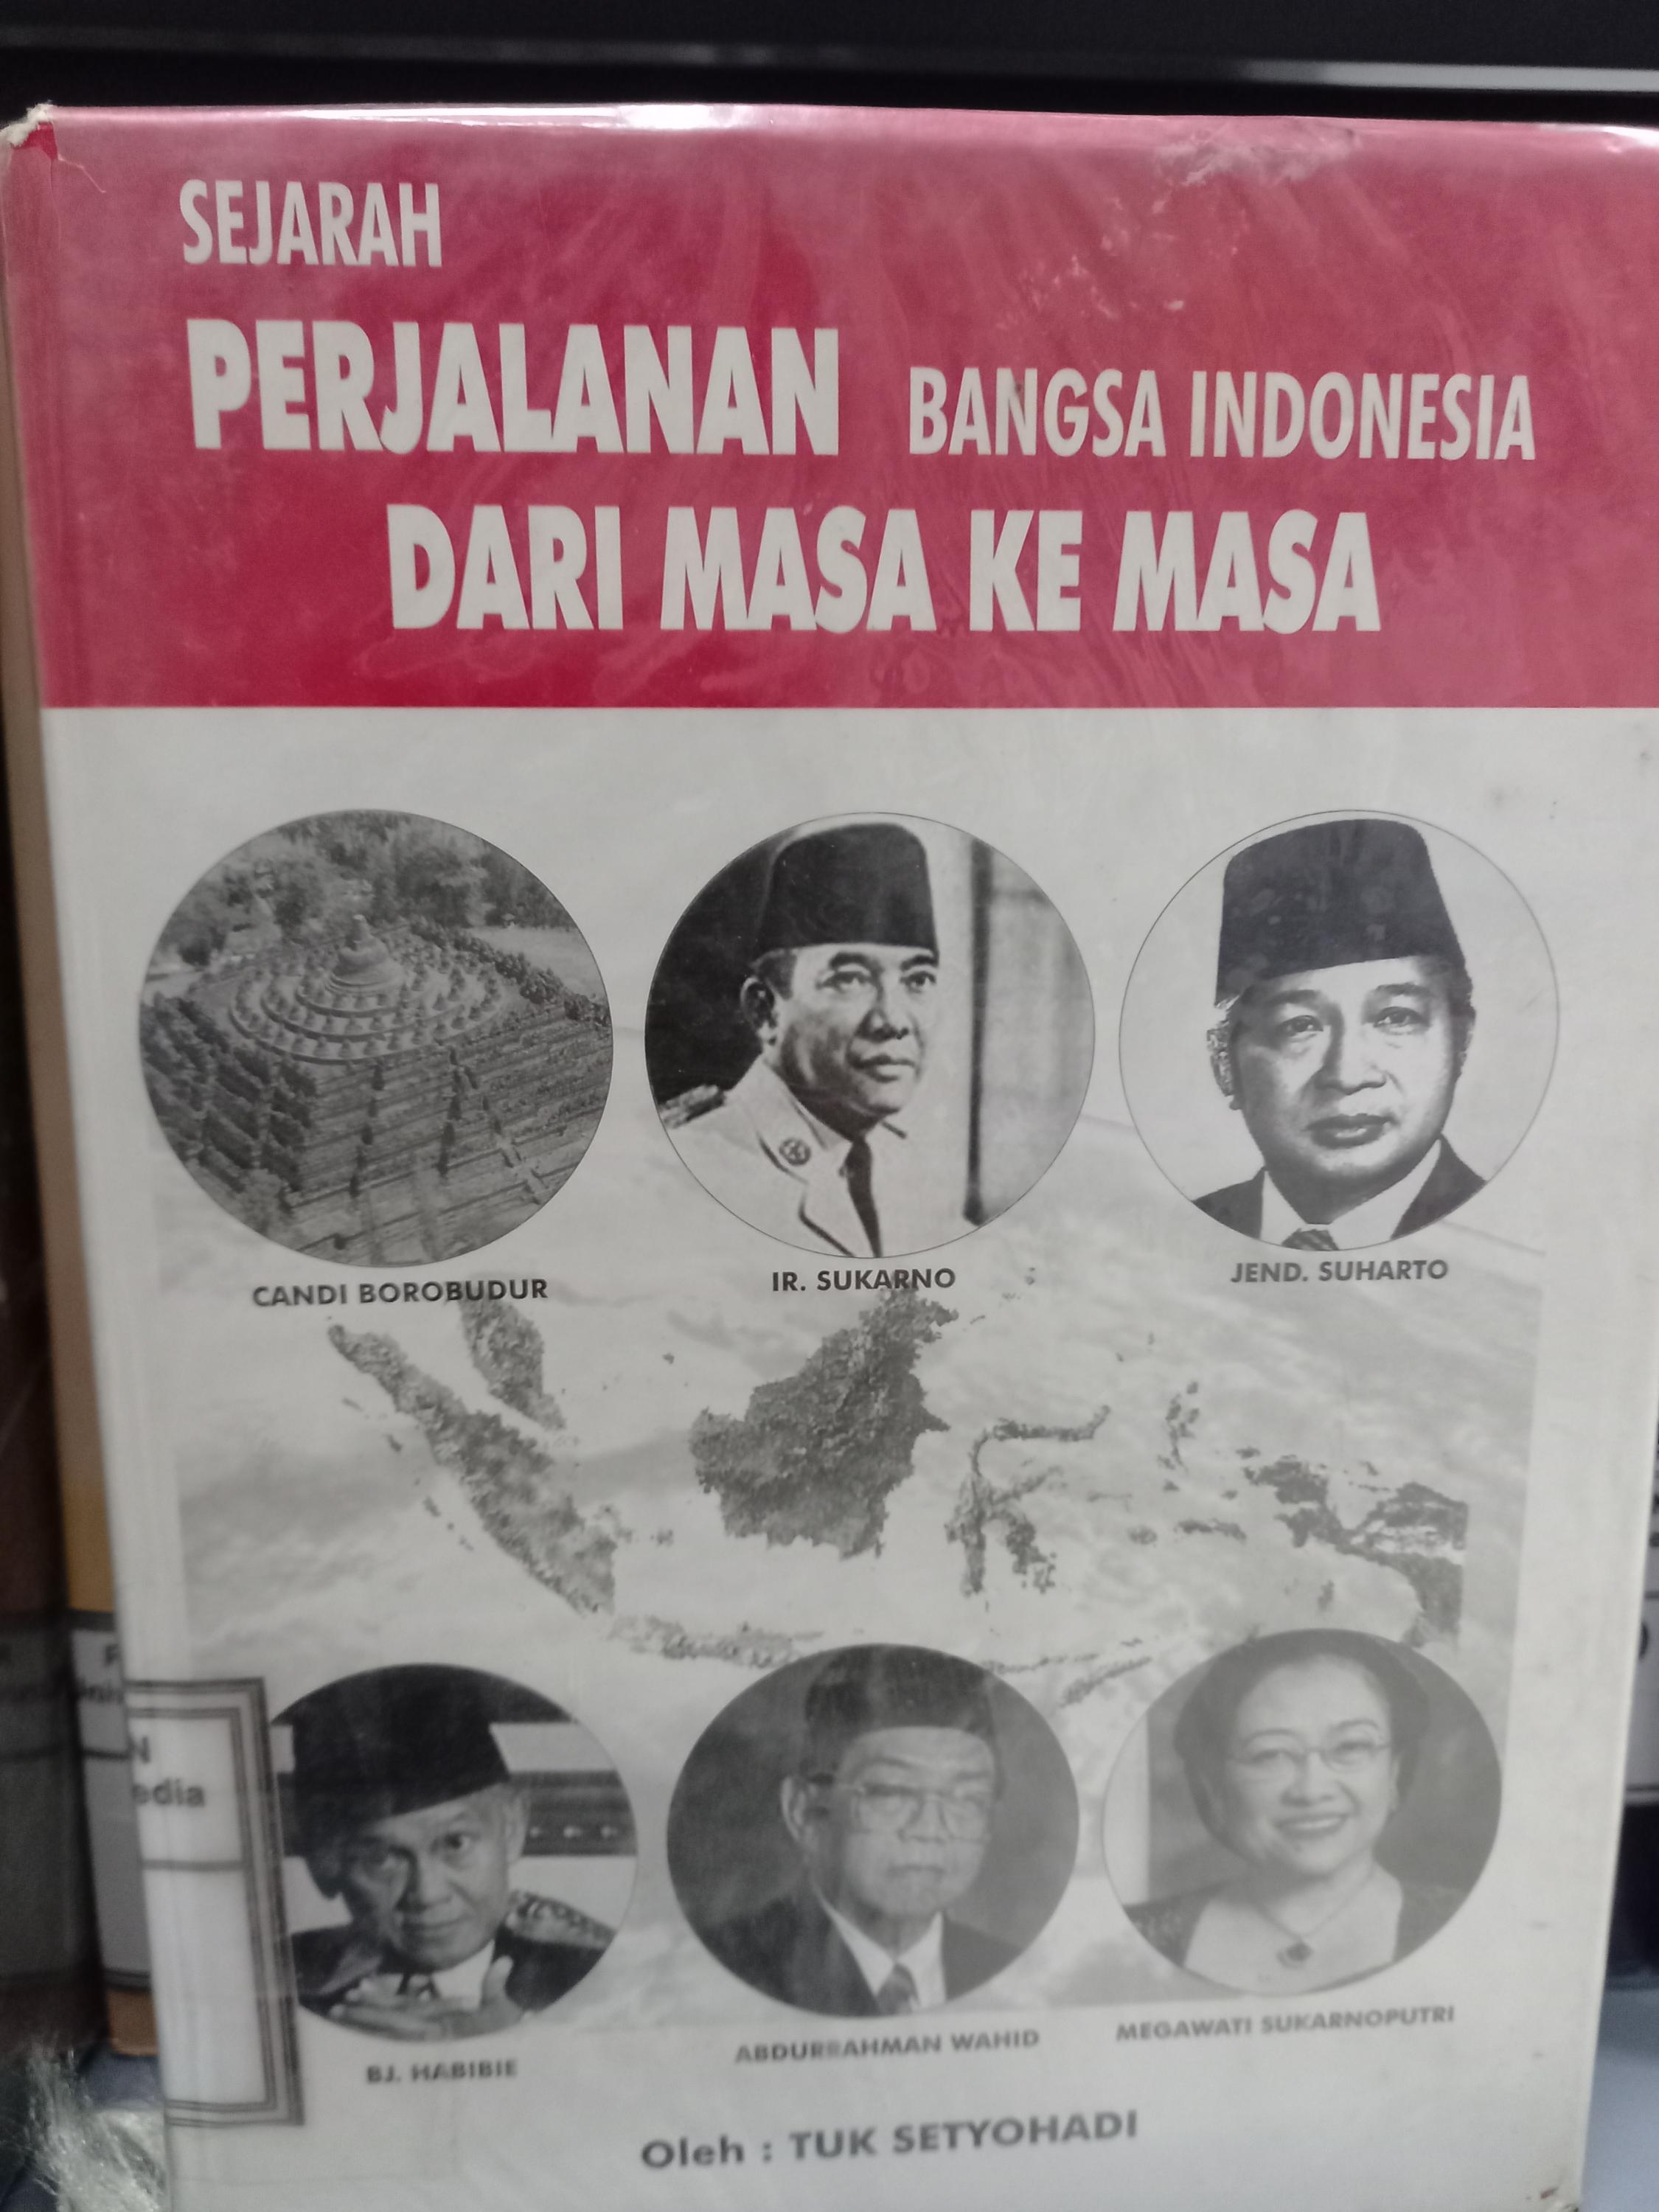 SEJARAH
PERJALANAN BANGSA INDONESIA
DARI MASA KE MASA
CANDI BOROBUDUR
IR. SUKARNO
JEND. SUHARTO
BJ. HABIBIE
ABDURRAHMAN WAHID
MEGAWATI SUKARNOPUTRI
Oleh : TUK SETYOHADI